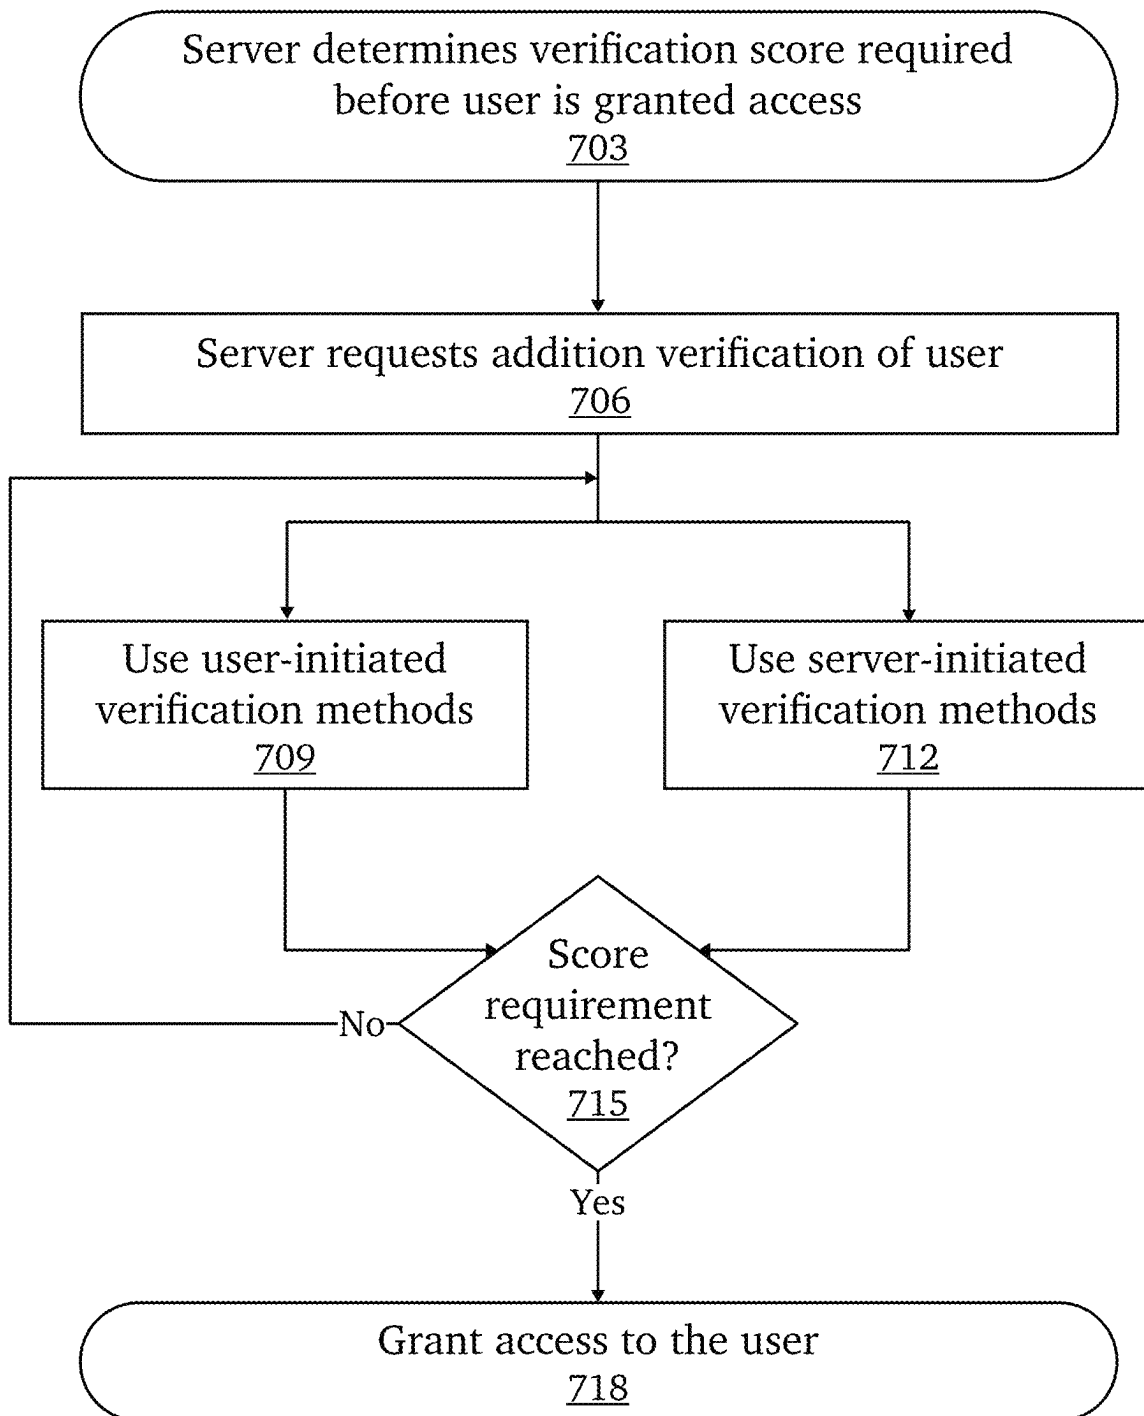 Server determines verification score required
before user is granted access
703
Server requests addition verification of user
706
Use user-initiated
verification methods
709
Use server-initiated
verification methods
712
Score
requirement
reached?
715
No
Yes
Grant access to the user
718